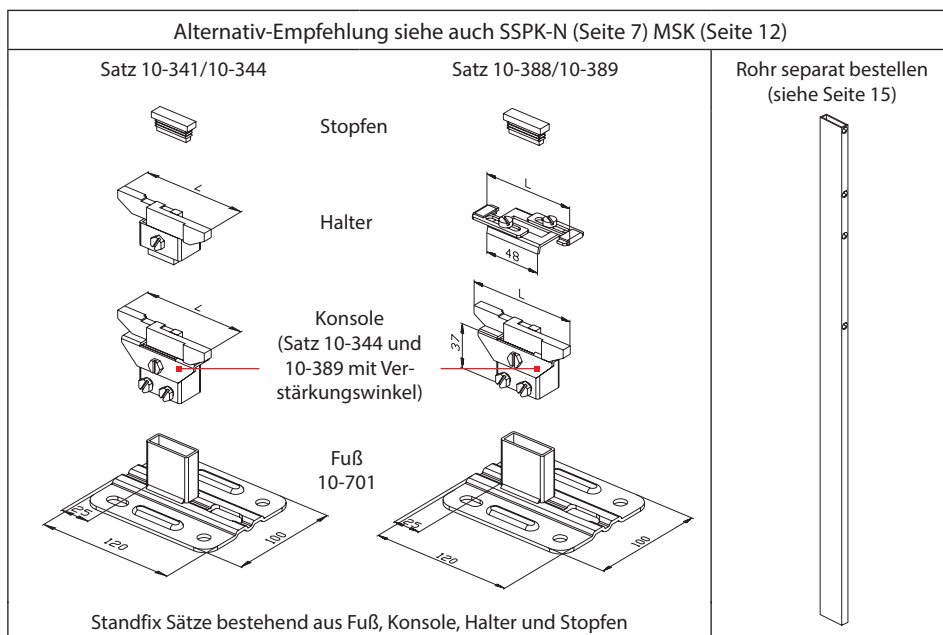 Alternativ-Empfehlung siehe auch SSPK-N (Seite 7) MSK (Seite 12)
Satz 10-341/10-344
Satz 10-388/10-389
Rohr separat bestellen
(siehe Seite 15)
Stopfen
L
Halter
L
48
L
Konsole
(Satz 10-344 und
10-389 mit Ver-
stärkungswinkel)
L
37
Fuß
10-701
25
120
100
25
120
100
Standfix Sätze bestehend aus Fuß, Konsole, Halter und Stopfen